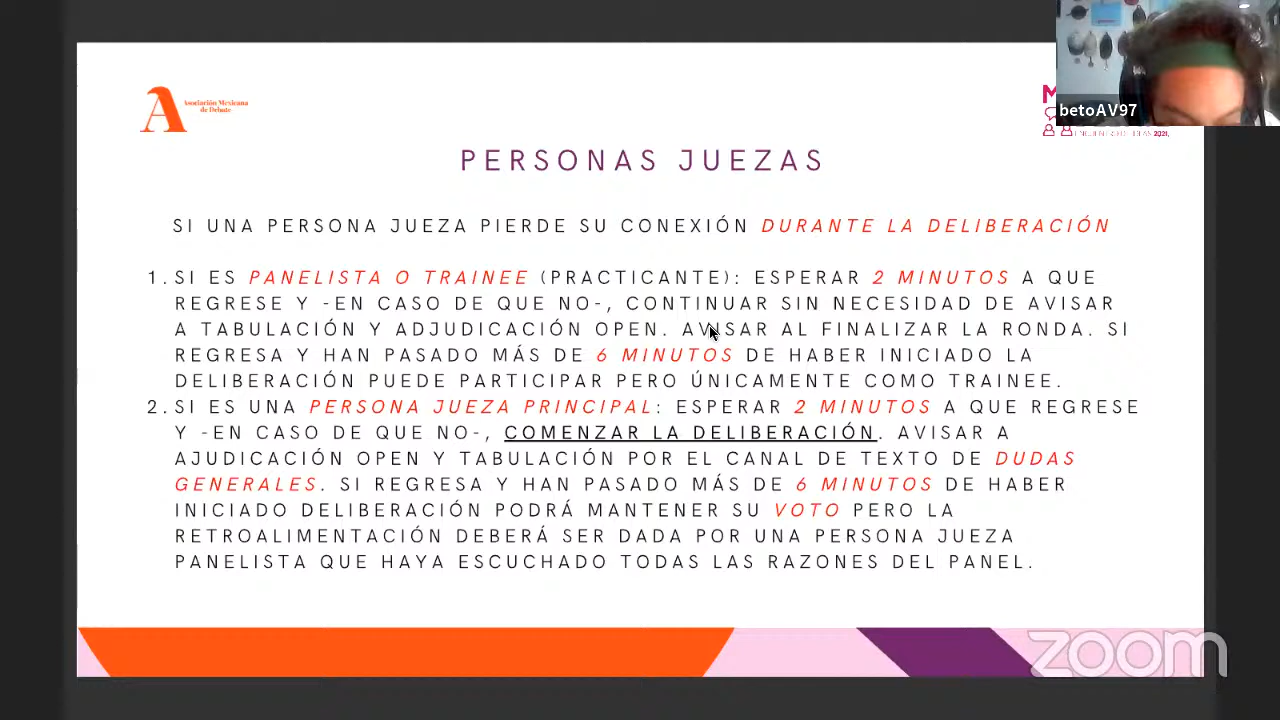 Asociación Mexicana
de Debate
betoAV97
ENCUENTRO DE IDEAS 2021,
PERSONAS JUEZAS
SI UNA PERSONA JUEZA PIERDE SU CONEXIÓN DURANTE LA DELIBERACIÓN
1. SI ES PANELISTA O TRAINEE (PRACTICANTE): ESPERAR 2 MINUTOS A QUE
REGRESE Y -EN CASO DE QUE NO-, CONTINUAR SIN NECESIDAD DE AVISAR
A TABULACIÓN Y ADJUDICACIÓN OPEN. AVISAR AL FINALIZAR LA RONDA. SI
REGRESA Y HAN PASADO MÁS DE 6 MINUTOS DE HABER INICIADO LA
DELIBERACIÓN PUEDE PARTICIPAR PERO ÚNICAMENTE COMO TRAINEE.
2. SI ES UNA PERSONA JUEZA PRINCIPAL: ESPERAR 2 MINUTOS A QUE REGRESE
Y -EN CASO DE QUE NO-, COMENZAR LA DELIBERACIÓN. AVISAR A
AJUDICACIÓN OPEN Y TABULACIÓN POR EL CANAL DE TEXTO DE DUDAS
GENERALES. SI REGRESA Y HAN PASADO MÁS DE 6 MINUTOS DE HABER
INICIADO DELIBERACIÓN PODRÁ MANTENER SU VOTO PERO LA
RETROALIMENTACIÓN DEBERÁ SER DADA POR UNA PERSONA JUEZA
PANELISTA QUE HAYA ESCUCHADO TODAS LAS RAZONES DEL PANEL.
zoom